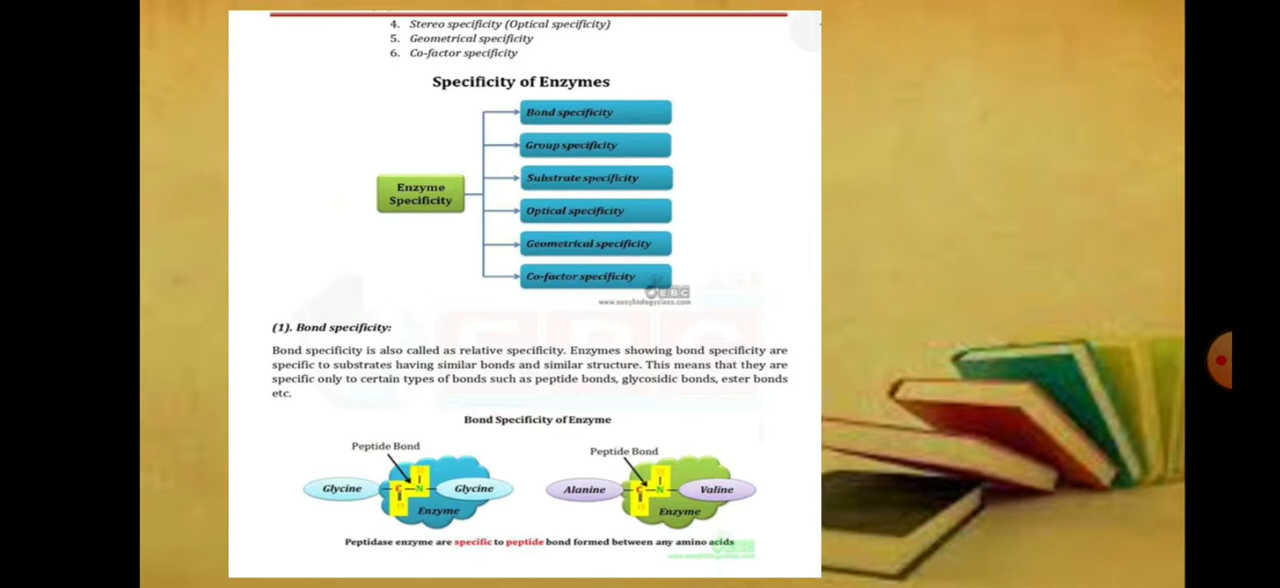 4. Stereo specificity (Optical specificity)
5. Geometrical specificity
6. Co-factor specificity
Specificity of Enzymes
Enzyme
Specificity
Bond specificity
Group specificity
Substrate specificity
Optical specificity
Geometrical specificity
Co-factor specificity
EBC
www.easybiologyclass.com
(1). Bond specificity:
Bond specificity is also called as relative specificity. Enzymes showing bond specificity are
specific to substrates having similar bonds and similar structure. This means that they are
specific only to certain types of bonds such as peptide bonds, glycosidic bonds, ester bonds
etc.
Bond Specificity of Enzyme
Peptide Bond
Glycine
C
N
H
O
Glycine
Enzyme
Peptide Bond
Alanine
C
N
H
O
Valine
Enzyme
Peptidase enzyme are specific to peptide bond formed between any amino acids